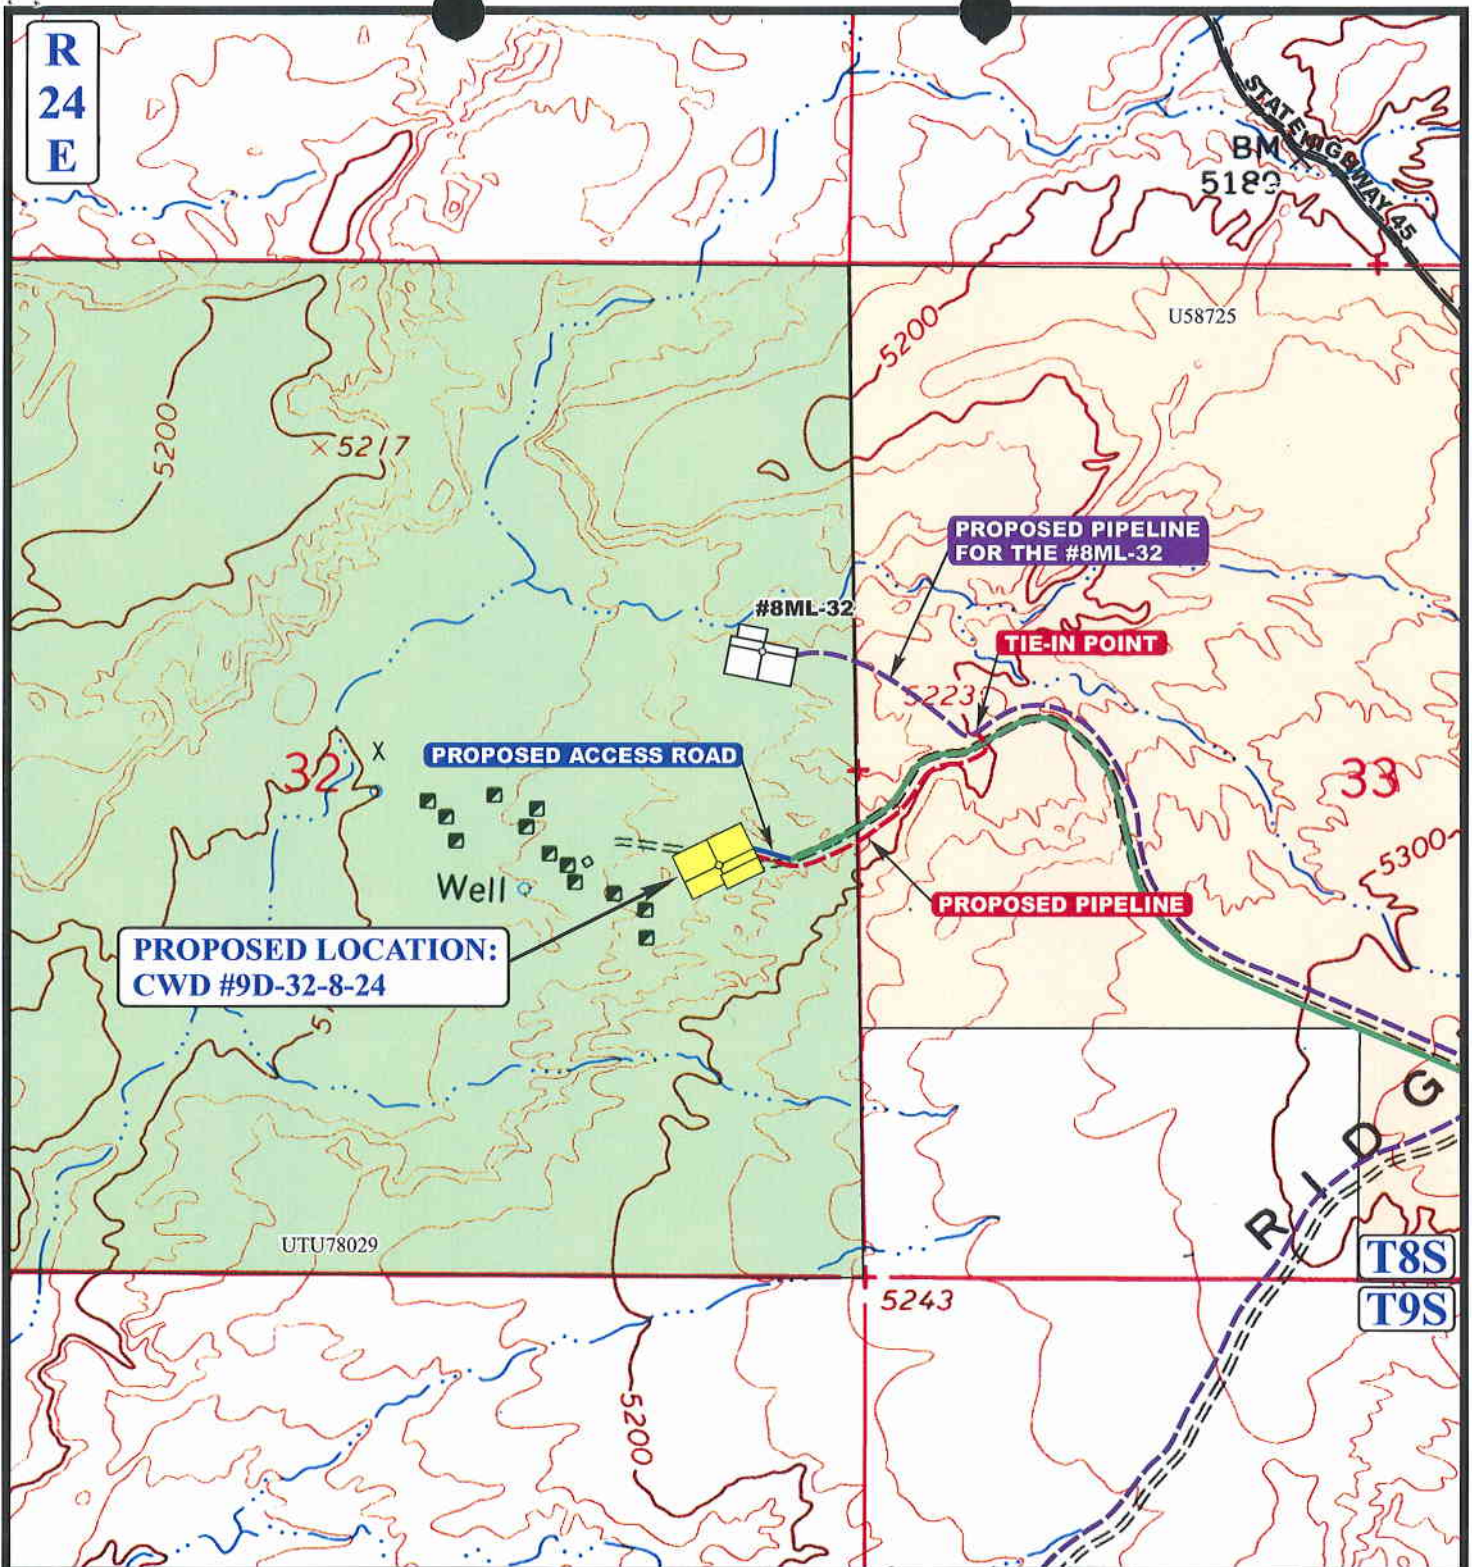 R
24
E
STATE HIGHWAY 45
BM
5189
U58725
5200
5200
×5217
PROPOSED PIPELINE
FOR THE #8ML-32
#8ML-32
TIE-IN POINT
5223
32
X
PROPOSED ACCESS ROAD
33
5300
Well
PROPOSED PIPELINE
PROPOSED LOCATION:
CWD #9D-32-8-24
R I D G
UTU78029
T8S
5243
T9S
5200